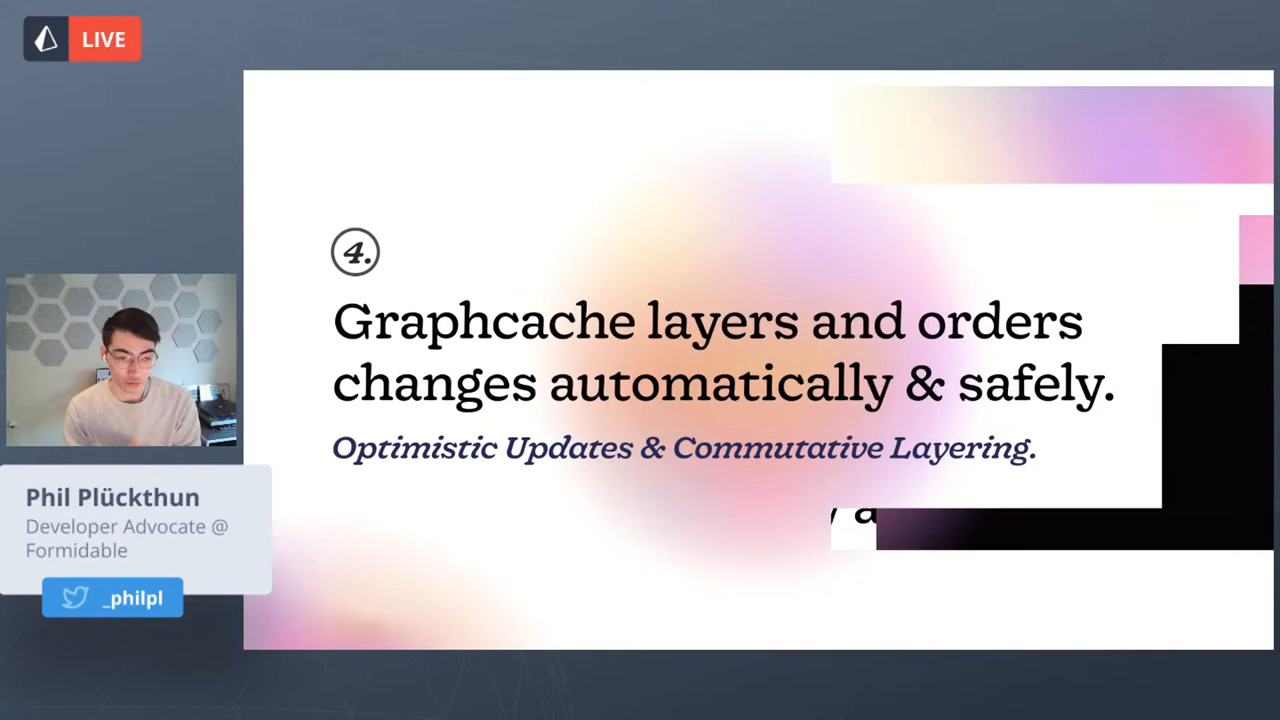 LIVE
4.
Graphcache layers and orders
changes automatically & safely.
Optimistic Updates & Commutative Layering.
Phil Plückthun
Developer Advocate @
Formidable
_philpl